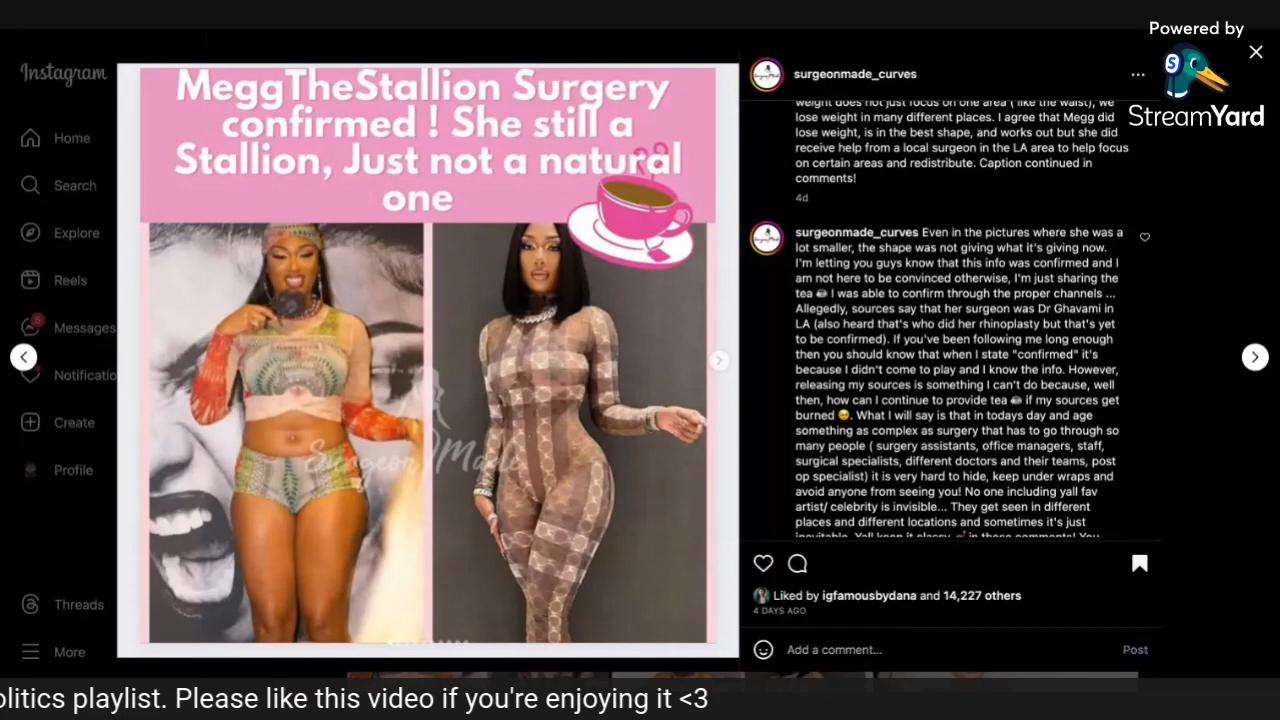 Powered by
StreamYard
Instagram
Home
Search
Explore
Reels
5
Messages
Notificatio
Create
Profile
Threads
More
MeggTheStallion Surgery
confirmed ! She still a
Stallion, Just not a natural
one
Surgeon Made
surgeonmade_curves
weight does not just focus on one area ( like the waist), we
lose weight in many different places. I agree that Megg did
lose weight, is in the best shape, and works out but she did
receive help from a local surgeon in the LA area to help focus
on certain areas and redistribute. Caption continued in
comments!
4d
surgeonmade_curves Even in the pictures where she was a
lot smaller, the shape was not giving what it's giving now.
I'm letting you guys know that this info was confirmed and I
am not here to be convinced otherwise, I'm just sharing the
tea ☕ I was able to confirm through the proper channels ...
Allegedly, sources say that her surgeon was Dr Ghavami in
LA (also heard that's who did her rhinoplasty but that's yet
to be confirmed). If you've been following me long enough
then you should know that when I state "confirmed" it's
because I didn't come to play and I know the info. However,
releasing my sources is something I can't do because, well
then, how can I continue to provide tea ☕ if my sources get
burned 😉. What I will say is that in todays day and age
something as complex as surgery that has to go through so
many people ( surgery assistants, office managers, staff,
surgical specialists, different doctors and their teams, post
op specialist) it is very hard to hide, keep under wraps and
avoid anyone from seeing you! No one including yall fav
artist/ celebrity is invisible... They get seen in different
places and different locations and sometimes it's just
inevitable. Yall keep it classy in these comments! You
Liked by igfamousbydana and 14,227 others
4 DAYS AGO
Add a comment...
Post
olitics playlist. Please like this video if you're enjoying it <3